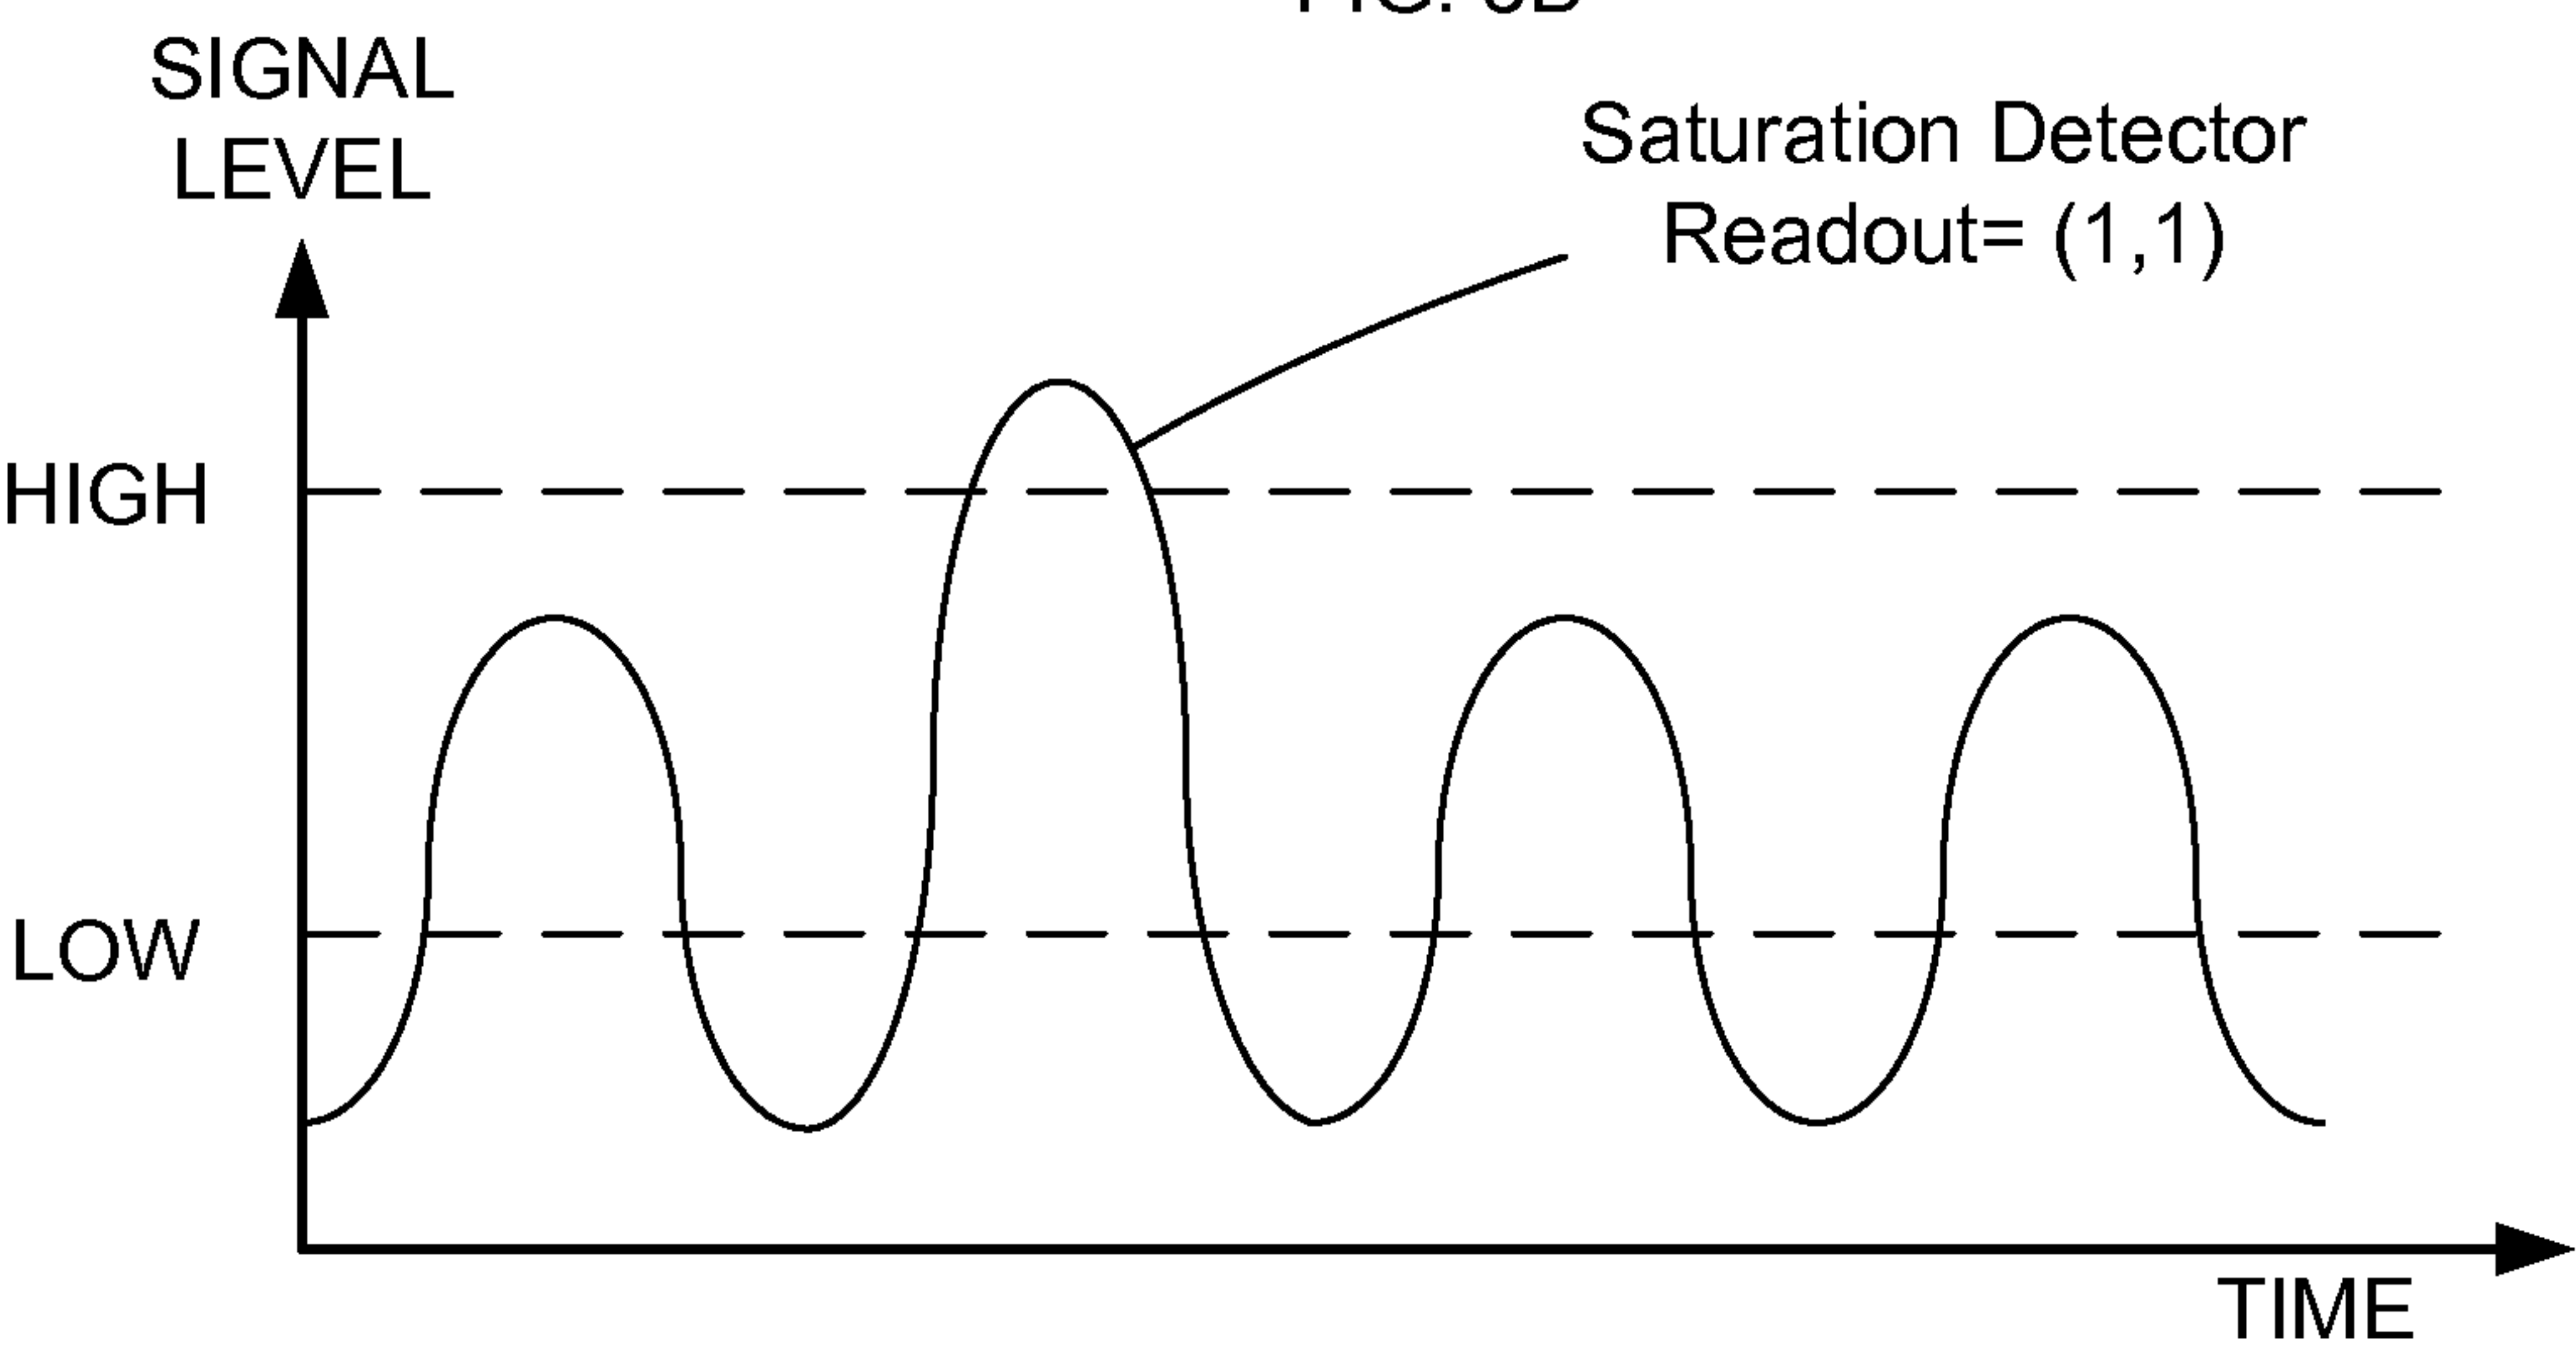 SIGNAL
LEVEL
Saturation Detector
Readout= (1,1)
HIGH
LOW
TIME